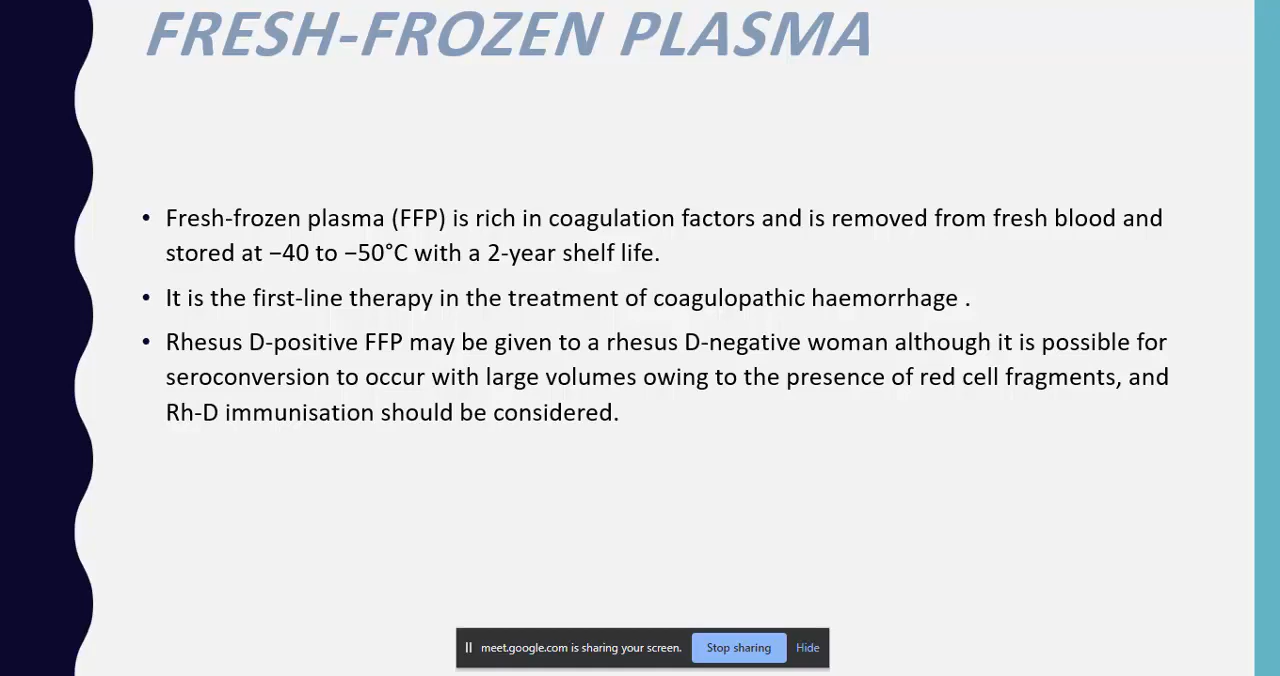 FRESH-FROZEN PLASMA
• Fresh-frozen plasma (FFP) is rich in coagulation factors and is removed from fresh blood and
stored at −40 to −50°C with a 2-year shelf life.
• It is the first-line therapy in the treatment of coagulopathic haemorrhage .
• Rhesus D-positive FFP may be given to a rhesus D-negative woman although it is possible for
seroconversion to occur with large volumes owing to the presence of red cell fragments, and
Rh-D immunisation should be considered.
meet.google.com is sharing your screen. Stop sharing Hide